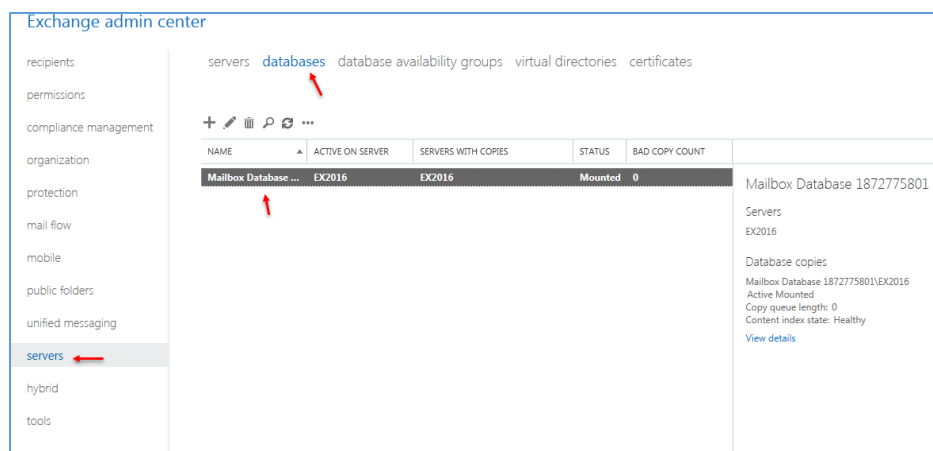 Exchange admin center
recipients
permissions
compliance management
organization
protection
mail flow
mobile
public folders
unified messaging
servers
hybrid
tools
servers databases database availability groups virtual directories certificates
NAME ACTIVE ON SERVER SERVERS WITH COPIES STATUS BAD COPY COUNT
Mailbox Database ... EX2016 EX2016 Mounted 0
Mailbox Database 1872775801
Servers
EX2016
Database copies
Mailbox Database 1872775801\EX2016
Active Mounted
Copy queue length: 0
Content index state: Healthy
View details